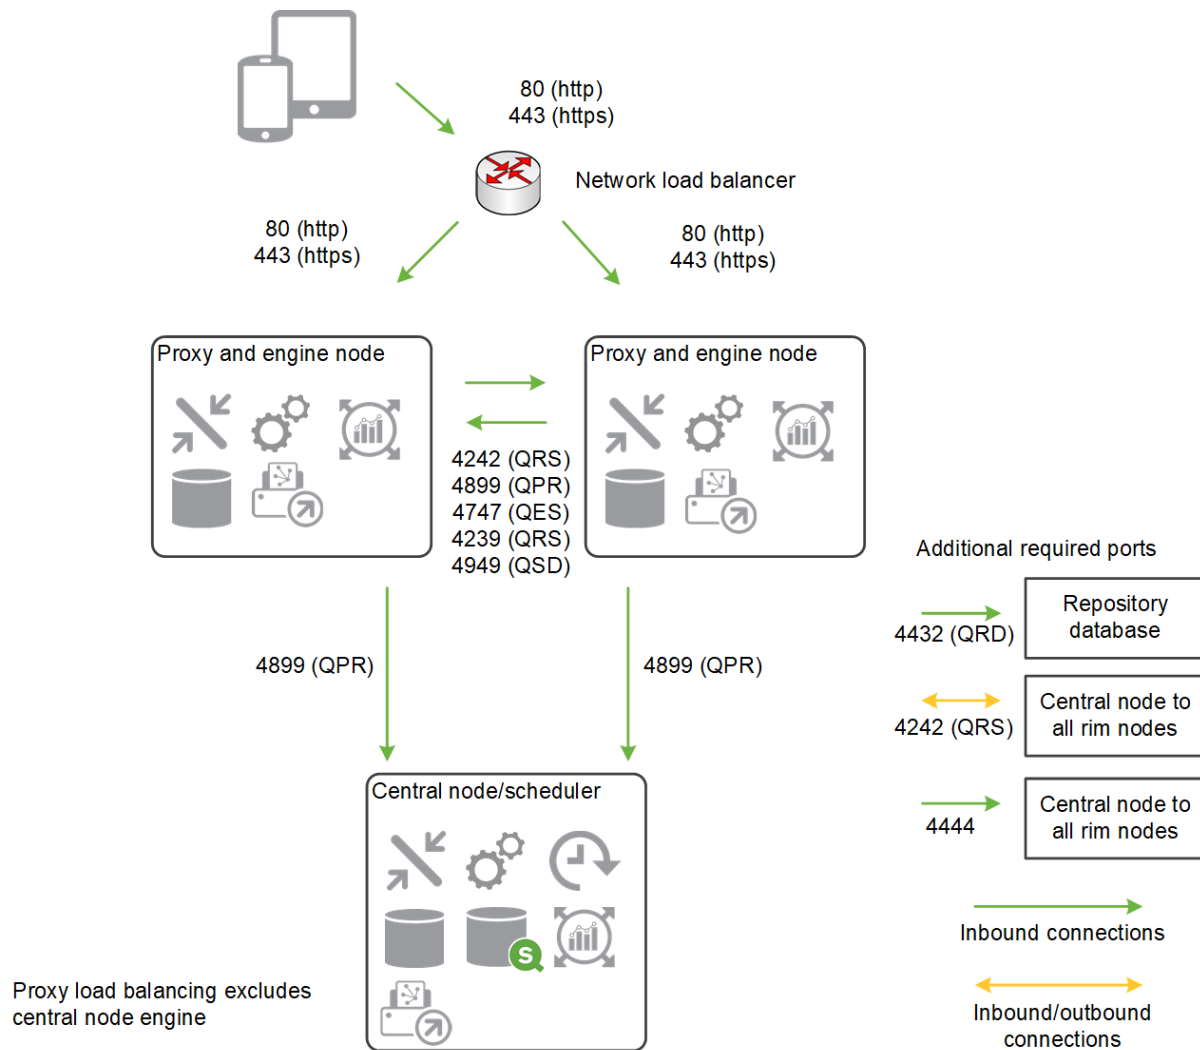 80 (http)
443 (https)
Network load balancer
80 (http)
443 (https)
80 (http)
443 (https)
Proxy and engine node
Proxy and engine node
4242 (QRS)
4899 (QPR)
4747 (QES)
4239 (QRS)
4949 (QSD)
Additional required ports
4432 (QRD)
Repository
database
4899 (QPR)
4899 (QPR)
4242 (QRS)
Central node to
all rim nodes
Central node/scheduler
4444
Central node to
all rim nodes
S
Inbound connections
Inbound/outbound
connections
Proxy load balancing excludes
central node engine